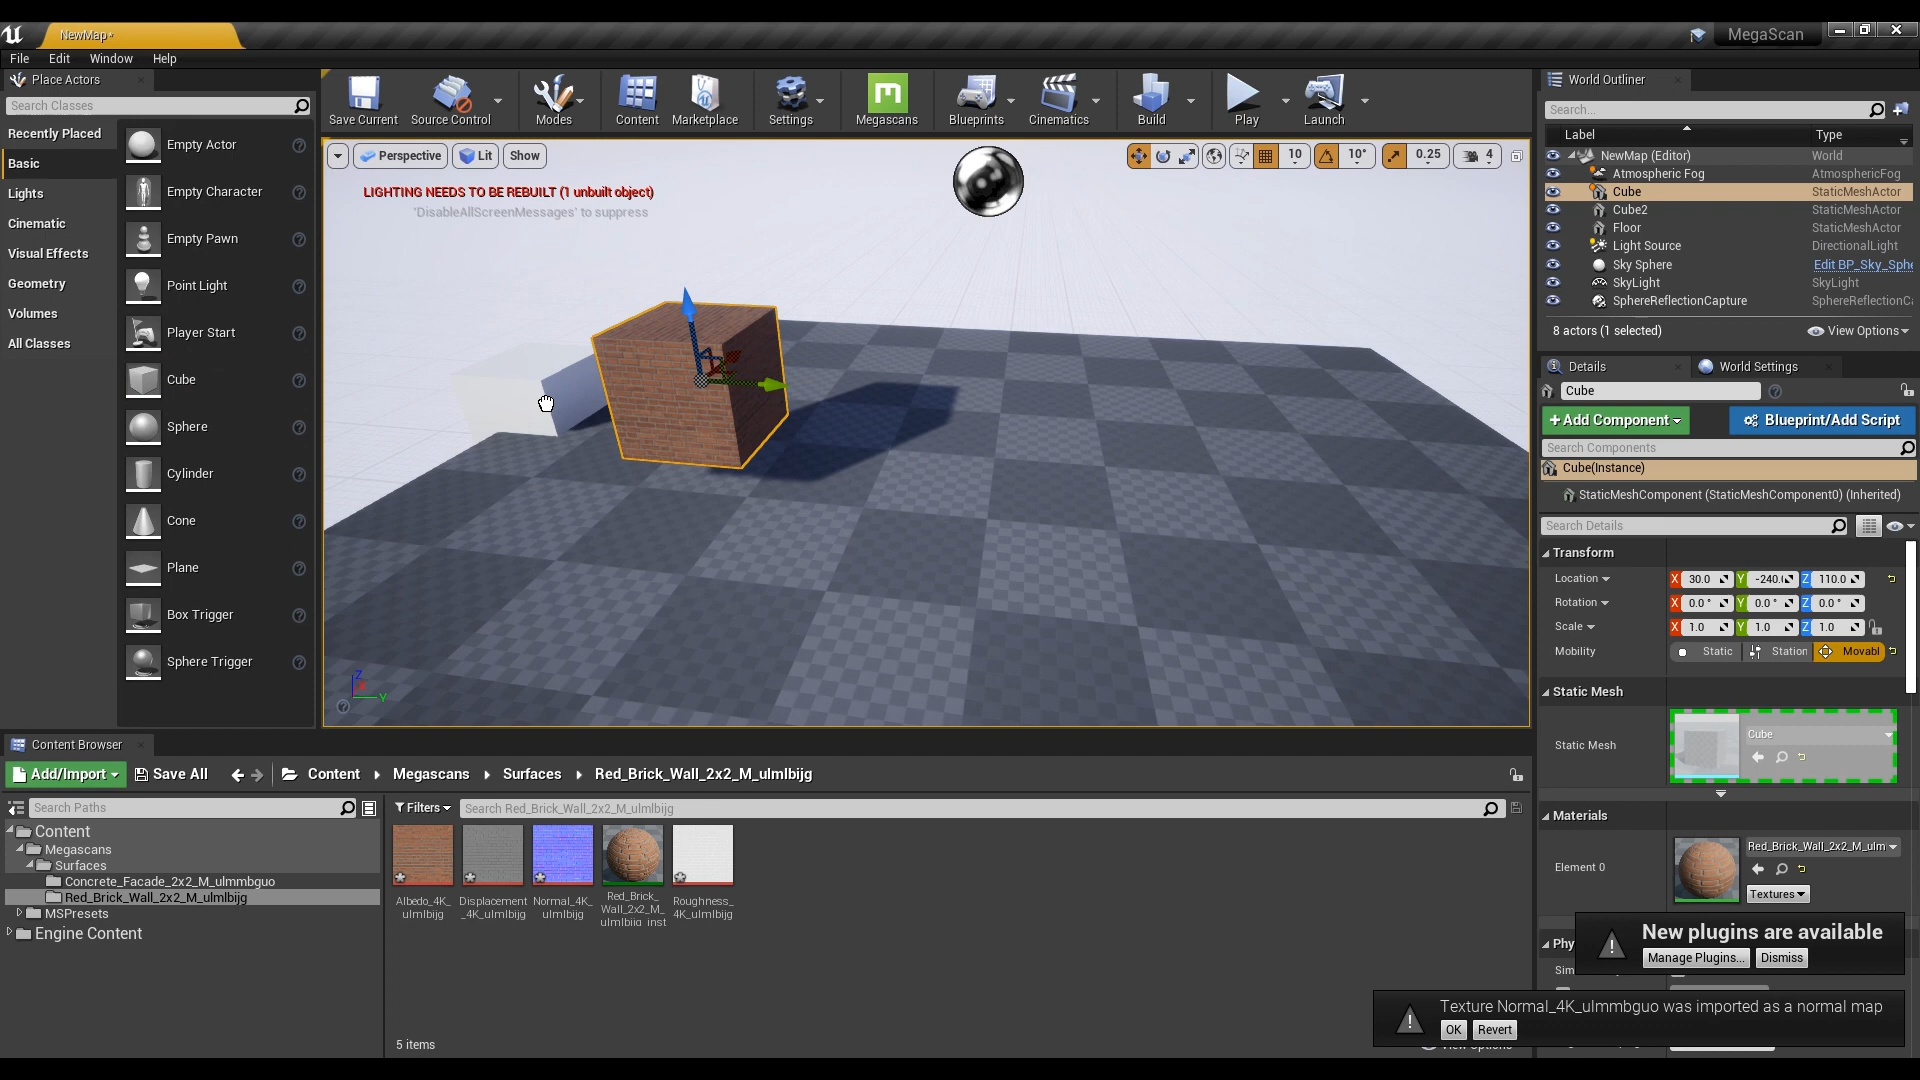 NewMap*
MegaScan
File Edit Window Help
Place Actors
Search Classes
Recently Placed
Basic
Lights
Cinematic
Visual Effects
Geometry
Volumes
All Classes
Empty Actor
Empty Character
Empty Pawn
Point Light
Player Start
Cube
Sphere
Cylinder
Cone
Plane
Box Trigger
Sphere Trigger
Save Current Source Control Modes Content Marketplace Settings Megascans Blueprints Cinematics Build Play Launch
Perspective Lit Show
10 10° 0.25 4
LIGHTING NEEDS TO BE REBUILT (1 unbuilt object)
'DisableAllScreenMessages' to suppress
Z
Y
World Outliner
Search...
Label Type
NewMap (Editor) World
Atmospheric Fog AtmosphericFog
Cube StaticMeshActor
Cube2 StaticMeshActor
Floor StaticMeshActor
Light Source DirectionalLight
Sky Sphere Edit BP_Sky_Sphe
SkyLight SkyLight
SphereReflectionCapture SphereReflectionCa
8 actors (1 selected) View Options
Details World Settings
Cube
+Add Component Blueprint/Add Script
Search Components
Cube(Instance)
StaticMeshComponent (StaticMeshComponent0) (Inherited)
Search Details
Transform
Location X 30.0 Y -240.0 Z 110.0
Rotation X 0.0 ° Y 0.0 ° Z 0.0 °
Scale X 1.0 Y 1.0 Z 1.0
Mobility Static Station Movabl
Static Mesh
Static Mesh Cube
Materials
Element 0 Red_Brick_Wall_2x2_M_ulm
Textures
Phy
Sim
New plugins are available
Manage Plugins... Dismiss
Texture Normal_4K_ulmmbguo was imported as a normal map
OK Revert
Content Browser
Add/Import Save All Content Megascans Surfaces Red_Brick_Wall_2x2_M_ulmlbijg
Search Paths
Filters Search Red_Brick_Wall_2x2_M_ulmlbijg
Content
Megascans
Surfaces
Concrete_Facade_2x2_M_ulmmbguo
Red_Brick_Wall_2x2_M_ulmlbijg
MSPresets
Engine Content
Albedo_4K_
ulmlbijg
Displacement
_4K_ulmlbijg
Normal_4K_
ulmlbijg
Red_Brick_
Wall_2x2_M_
ulmlbijg_inst
Roughness_
4K_ulmlbijg
5 items
View Options